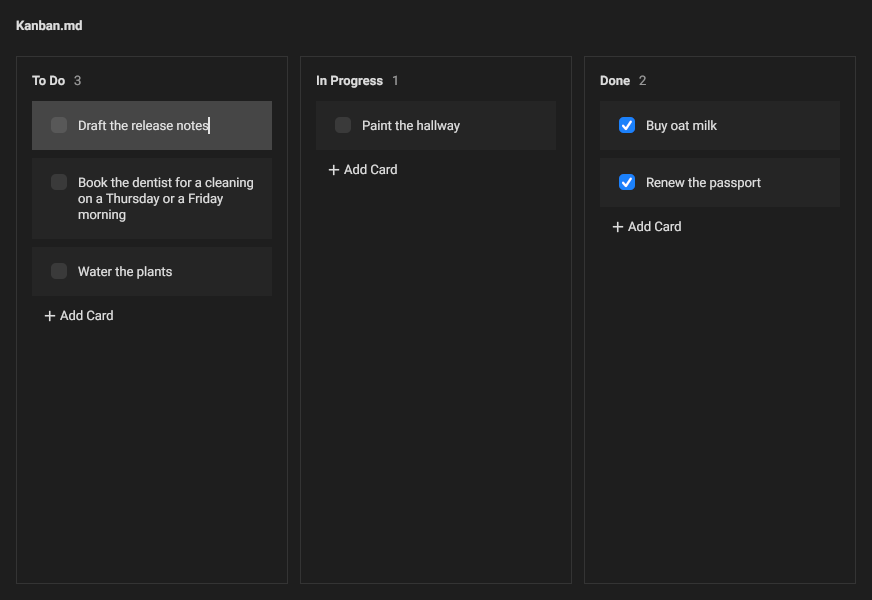 Kanban.md
To Do 3
Draft the release notes
Book the dentist for a cleaning
on a Thursday or a Friday
morning
Water the plants
+ Add Card
In Progress 1
Paint the hallway
+ Add Card
Done 2
Buy oat milk
Renew the passport
+ Add Card